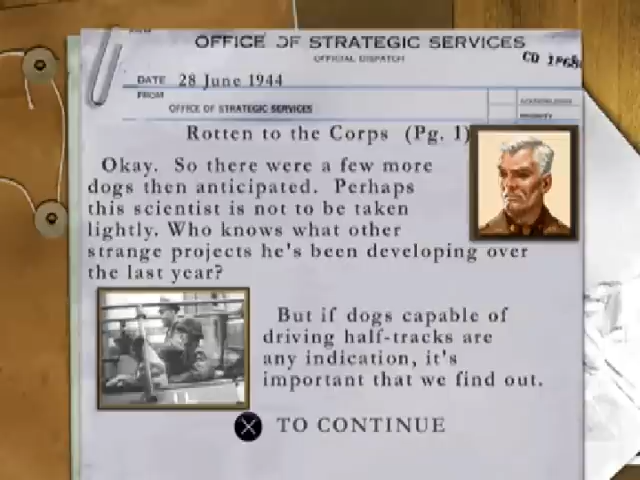 OFFICE OF STRATEGIC SERVICES
OFFICIAL DISPATCH
DATE 28 June 1944
FROM
OFFICE OF STRATEGIC SERVICES
PRIORITY
Rotten to the Corps (Pg. 1)
Okay. So there were a few more
dogs then anticipated. Perhaps
this scientist is not to be taken
lightly. Who knows what other
strange projects he's been developing over
the last year?
But if dogs capable of
driving half-tracks are
any indication, it's
important that we find out.
TO CONTINUE